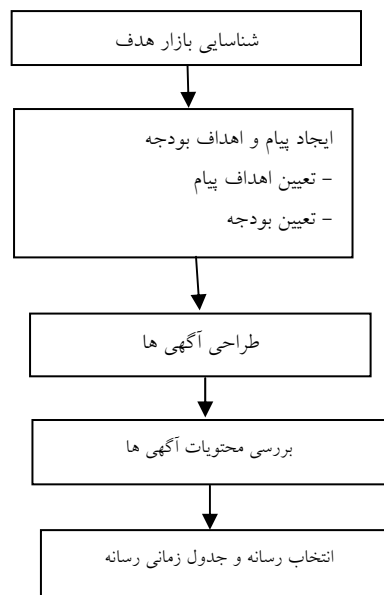 شناسایی بازار هدف
ایجاد پیام و اهداف بودجه
- تعیین اهداف پیام
- تعیین بودجه
طراحی آگهی ها
بررسی محتویات آگهی ها
انتخاب رسانه و جدول زمانی رسانه